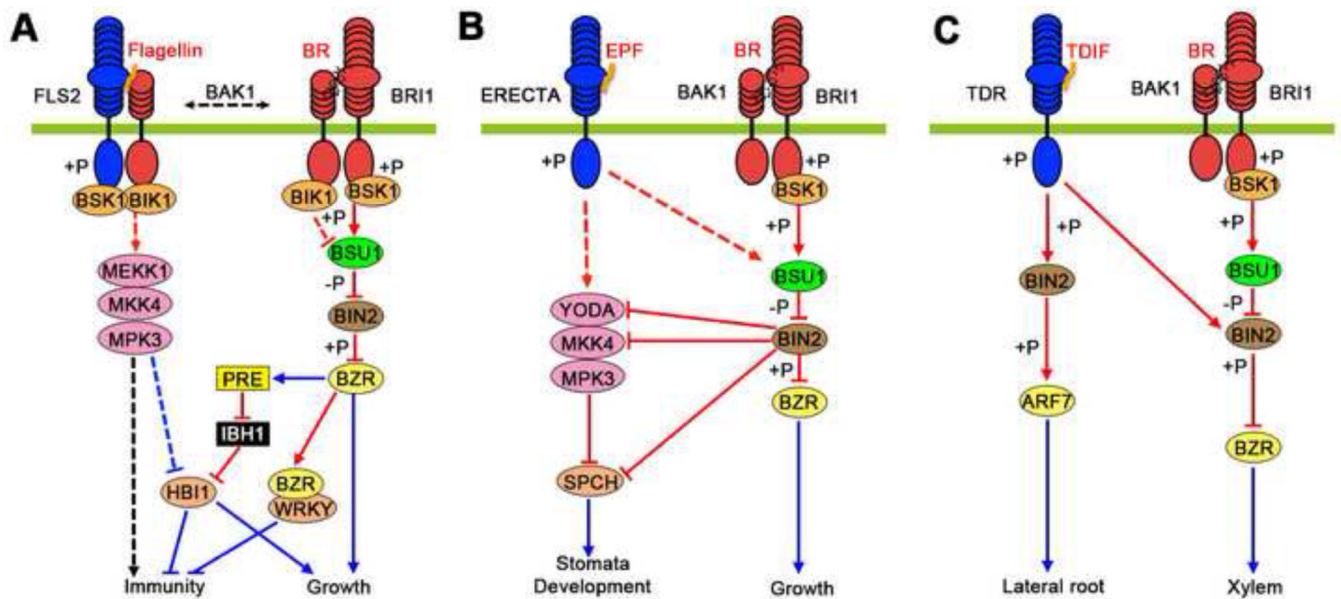 A
Flagellin
BR
FLS2
BAK1
BRI1
+P
+P
BSK1
BIK1
BIK1
BSK1
+P
BSU1
MEKK1
-P
MKK4
BIN2
MPK3
+P
PRE
BZR
IBH1
HBI1
BZR
WRKY
Immunity
Growth
B
EPF
BR
ERECTA
BAK1
BRI1
+P
+P
BSK1
+P
BSU1
-P
YODA
MKK4
BIN2
MPK3
+P
BZR
SPCH
Stomata
Development
Growth
C
TDIF
BR
TDR
BAK1
BRI1
+P
+P
BSK1
+P
+P
BIN2
BSU1
-P
BIN2
+P
+P
ARF7
BZR
Lateral root
Xylem